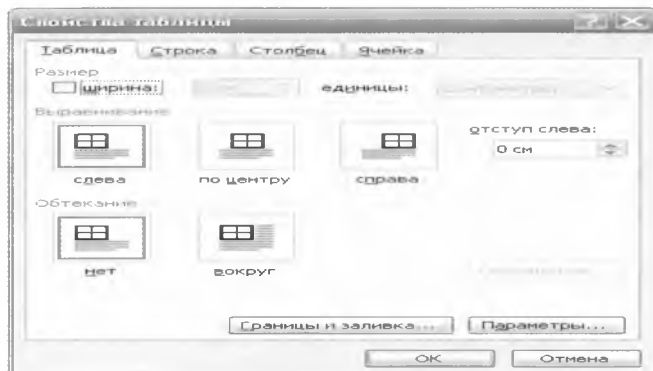 Свойства таблицы
Таблица Строка Столбец Ячейка
Размер
ширина: единицы:
Выравнивание
отступ слева:
0 см
слева по центру справа
Обтекание
нет вокруг
Границы и заливка... Параметры...
ОК Отмена